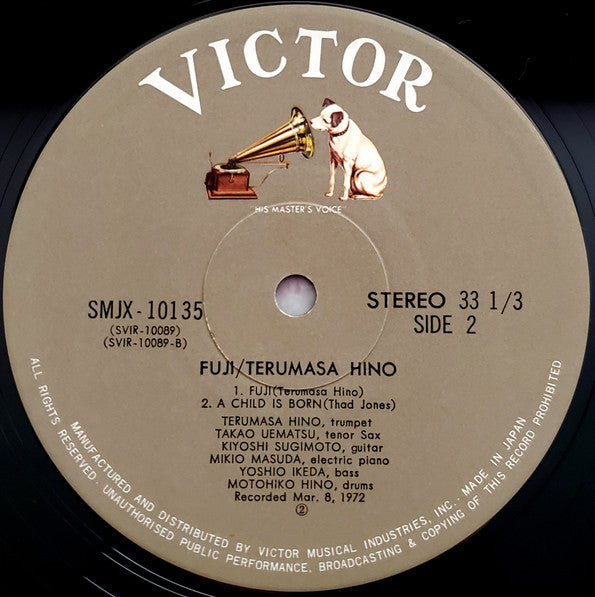 VICTOR
"HIS MASTER'S VOICE"
SMJX-10135
(SVIR-10089)
(SVIR-10089-B)
STEREO 33 1/3
SIDE 2
FUJI/TERUMASA HINO
1. FUJI(Terumasa Hino)
2. A CHILD IS BORN(Thad Jones)
TERUMASA HINO, trumpet
TAKAO UEMATSU, tenor Sax
KIYOSHI SUGIMOTO, guitar
MIKIO MASUDA, electric piano
YOSHIO IKEDA, bass
MOTOHIKO HINO, drums
Recorded Mar. 8, 1972
②
MANUFACTURED AND DISTRIBUTED BY VICTOR MUSICAL INDUSTRIES, INC. · MADE IN JAPAN
ALL RIGHTS RESERVED. UNAUTHORISED PUBLIC PERFORMANCE, BROADCASTING & COPYING OF THIS RECORD PROHIBITED